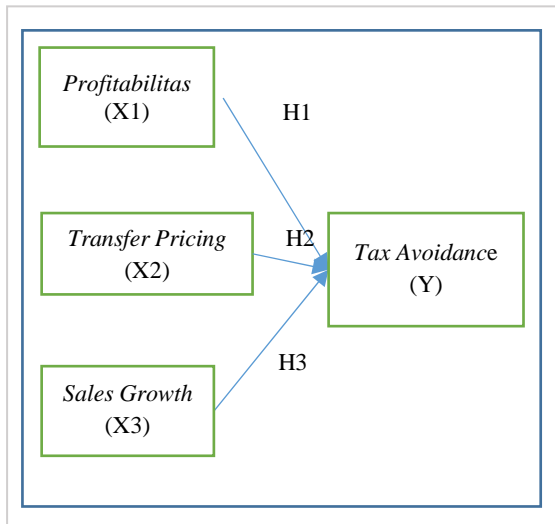 Profitabilitas
(X1)
H1
Transfer Pricing
(X2)
H2
Tax Avoidance
(Y)
Sales Growth
(X3)
H3